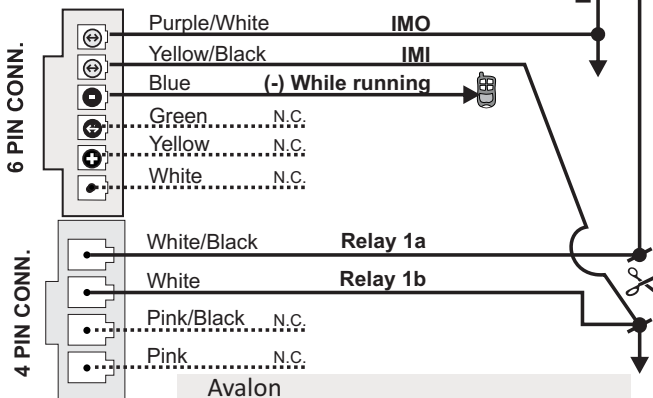 6 PIN CONN.
Purple/White IMO
Yellow/Black IMI
Blue (-) While running
Green N.C.
Yellow N.C.
White N.C.
4 PIN CONN.
White/Black Relay 1a
White Relay 1b
Pink/Black N.C.
Pink N.C.
Avalon